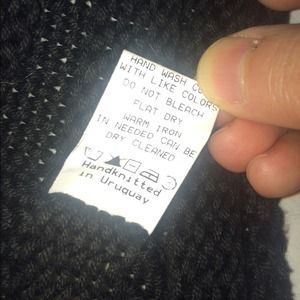 HAND WASH CO
WITH LIKE COLORS
DO NOT BLEACH
FLAT DRY
WARM IRON
IN NEEDED CAN BE
DRY CLEANED
Handknitted
in Uruguay